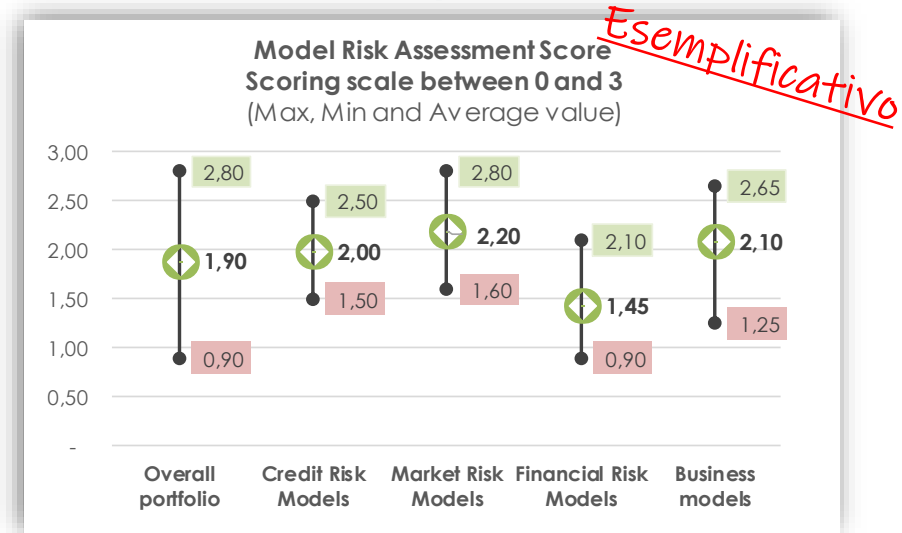 Esemplificativo
Model Risk Assessment Score
Scoring scale between 0 and 3
(Max, Min and Average value)
3,00
2,50
2,00
1,50
1,00
0,50
-
2,80
1,90
0,90
2,50
2,00
1,50
2,80
2,20
1,60
2,10
1,45
0,90
2,65
2,10
1,25
Overall
portfolio
Credit Risk
Models
Market Risk
Models
Financial Risk
Models
Business
models